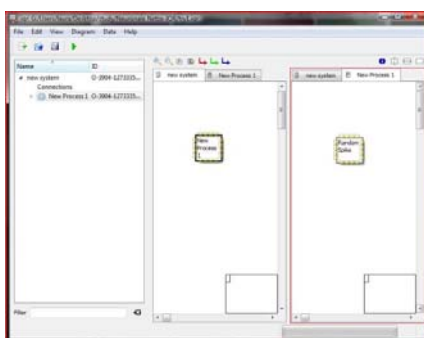 File Edit View Diagram Data Help
Name ID
new system
Connections
New Process 1
Filter
new system New Process 1
New
Process
1
new system New Process 1
Random
Spike